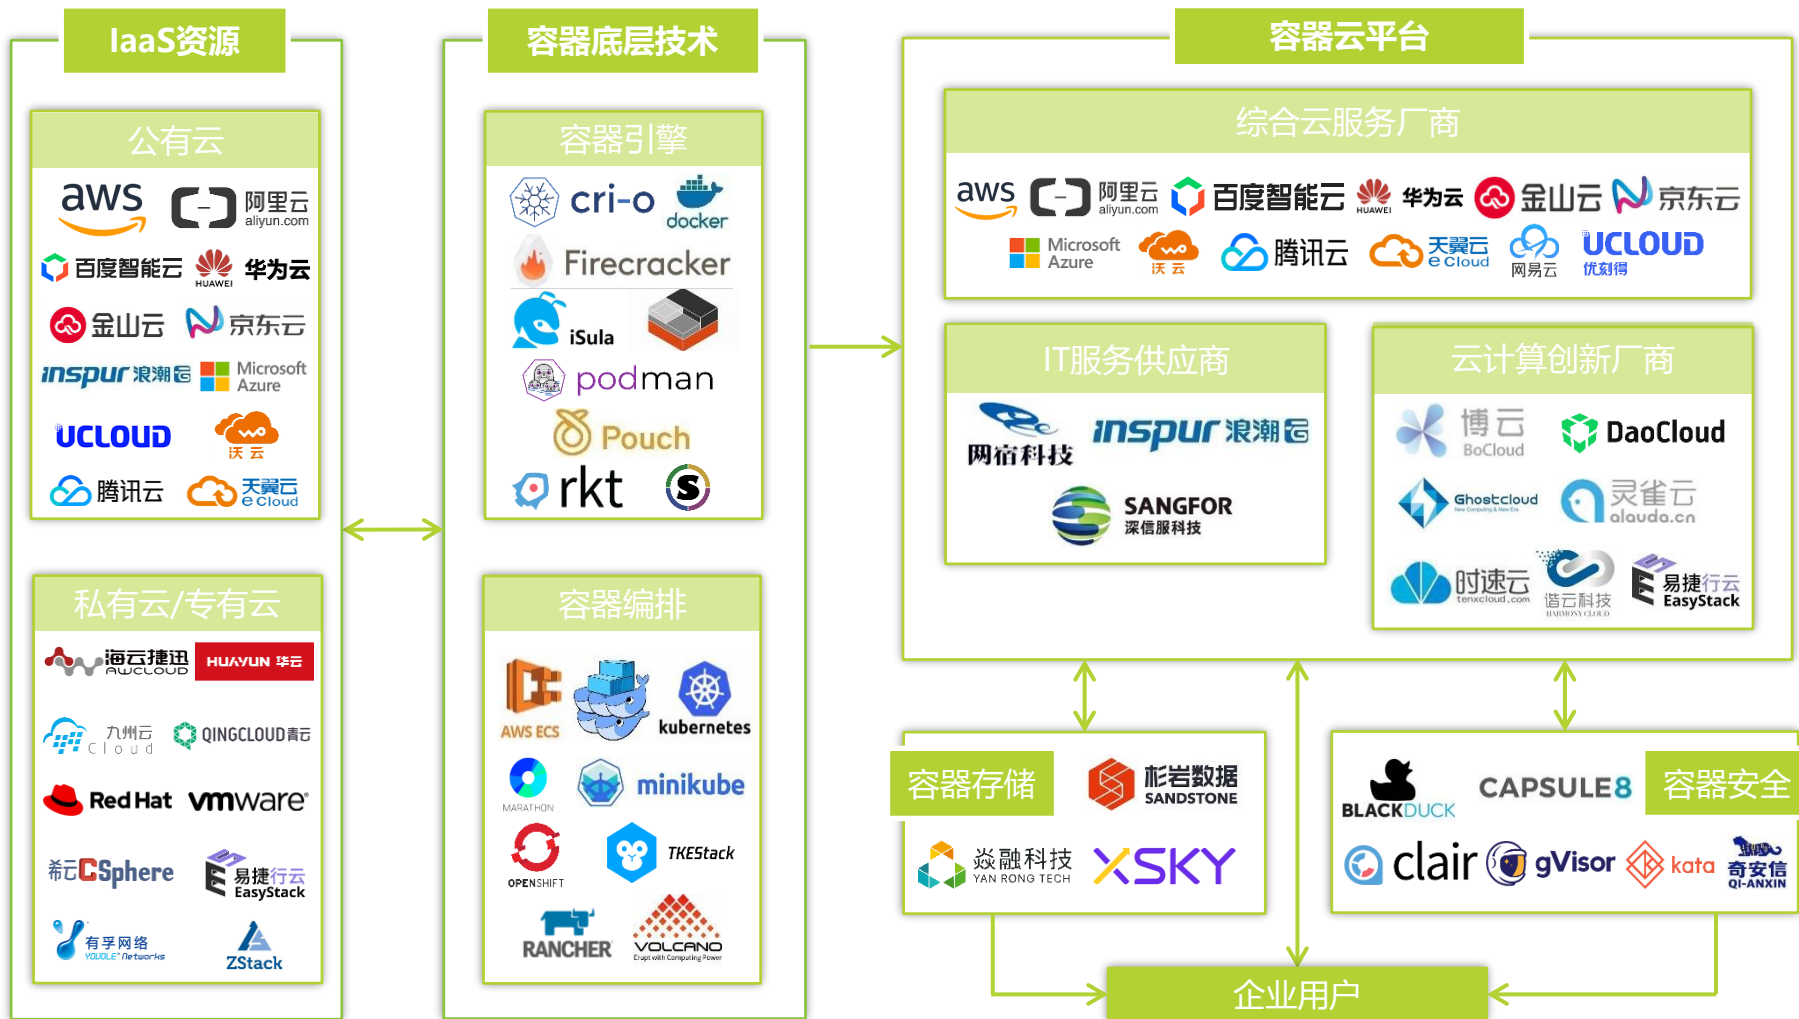 IaaS资源
公有云
aws
阿里云
aliyun.com
百度智能云
HUAWEI
华为云
金山云
京东云
inspur 浪潮云
Microsoft
Azure
UCLOUD
沃云
腾讯云
天翼云
e Cloud
私有云/专有云
海云捷迅
AWCLOUD
HUAYUN 华云
九州云
Cloud
QINGCLOUD青云
Red Hat
vmware®
希云CSphere
易捷行云
EasyStack
有孚网络
YOVOLE Networks
ZStack
容器底层技术
容器引擎
cri-o
docker
Firecracker
iSula
podman
Pouch
rkt
S
容器编排
AWS ECS
kubernetes
MARATHON
minikube
OPENSHIFT
TKEStack
RANCHER
VOLCANO
Erupt with Computing Power
容器云平台
综合云服务厂商
aws
阿里云
aliyun.com
百度智能云
HUAWEI
华为云
金山云
京东云
Microsoft
Azure
沃云
腾讯云
天翼云
e Cloud
网易云
UCLOUD
优刻得
IT服务供应商
网宿科技
inspur 浪潮云
SANGFOR
深信服科技
云计算创新厂商
博云
BoCloud
DaoCloud
Ghostcloud
New Computing & New Era
灵雀云
alauda.cn
时速云
tenxcloud.com
谐云科技
HARMONY CLOUD
易捷行云
EasyStack
容器存储
杉岩数据
SANDSTONE
焱融科技
YAN RONG TECH
XSKY
容器安全
BLACKDUCK
CAPSULE8
clair
gVisor
kata
奇安信
QI-ANXIN
企业用户